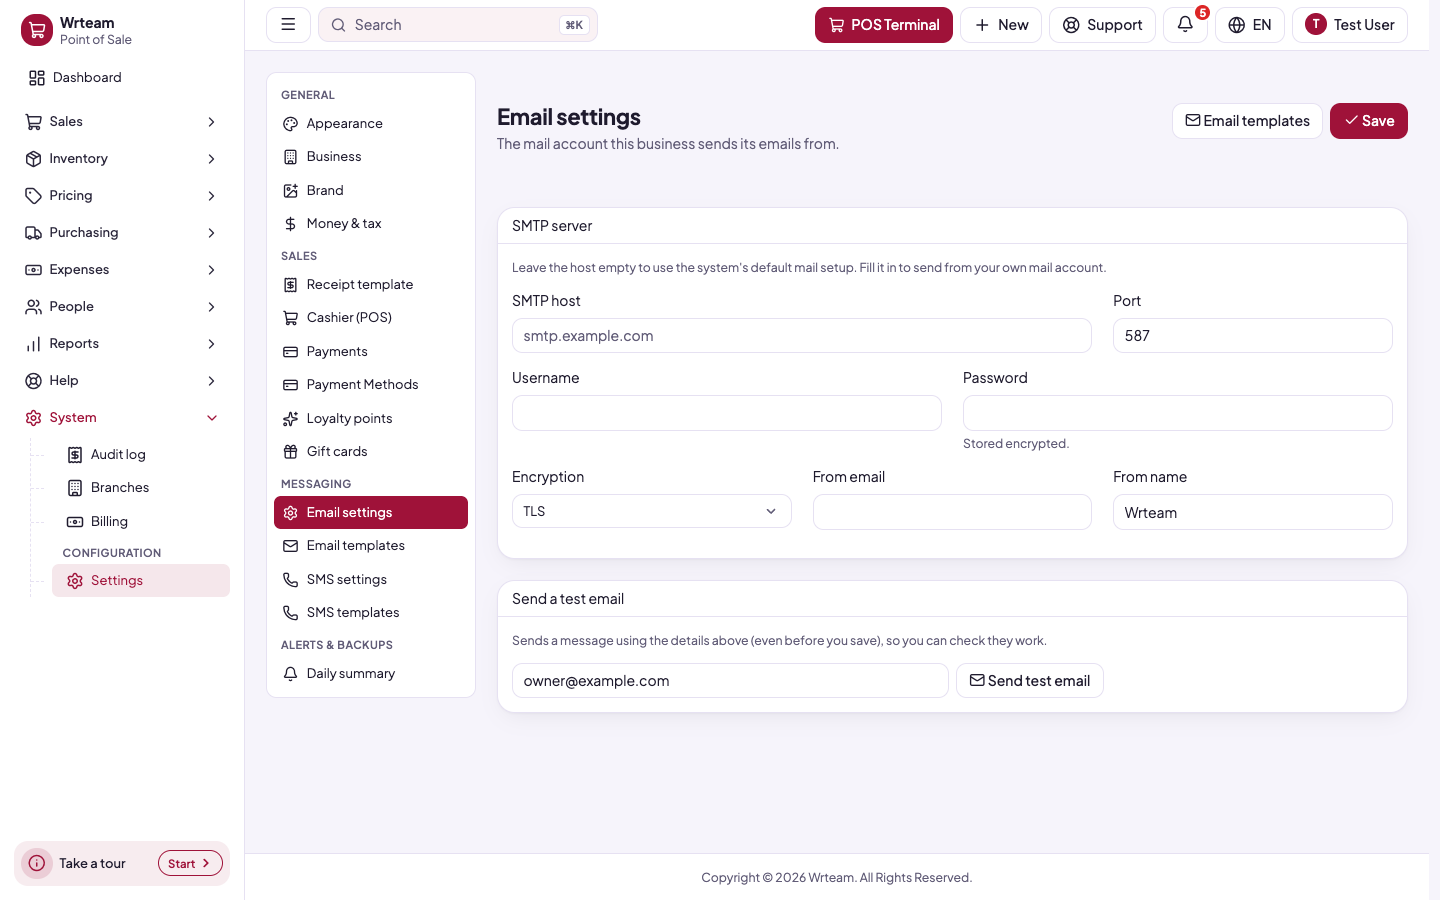 Wrteam
Point of Sale
Dashboard
Sales
Inventory
Pricing
Purchasing
Expenses
People
Reports
Help
System
Audit log
Branches
Billing
CONFIGURATION
Settings
Take a tour
Start
Search
⌘K
POS Terminal
New
Support
5
EN
T
Test User
GENERAL
Appearance
Business
Brand
Money & tax
SALES
Receipt template
Cashier (POS)
Payments
Payment Methods
Loyalty points
Gift cards
MESSAGING
Email settings
Email templates
SMS settings
SMS templates
ALERTS & BACKUPS
Daily summary
Email settings
The mail account this business sends its emails from.
Email templates
Save
SMTP server
Leave the host empty to use the system's default mail setup. Fill it in to send from your own mail account.
SMTP host
Port
smtp.example.com
587
Username
Password
Stored encrypted.
Encryption
From email
From name
TLS
Wrteam
Send a test email
Sends a message using the details above (even before you save), so you can check they work.
owner@example.com
Send test email
Copyright © 2026 Wrteam. All Rights Reserved.